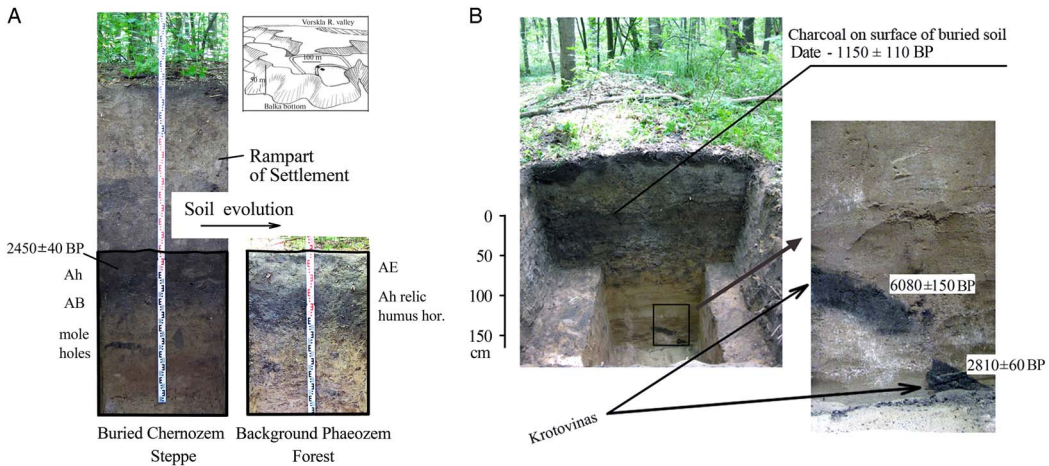 A
Vorskla R. valley
100 m
50 m
Balka bottom
Rampart
of Settlement
Soil evolution
2450±40 BP
Ah
AB
mole
holes
AE
Ah relic
humus hor.
Buried Chernozem
Steppe
Background Phaeozem
Forest
B
Charcoal on surface of buried soil
Date - 1150 ± 110 BP
0
50
100
150
cm
6080±150 BP
2810±60 BP
Krotovinas